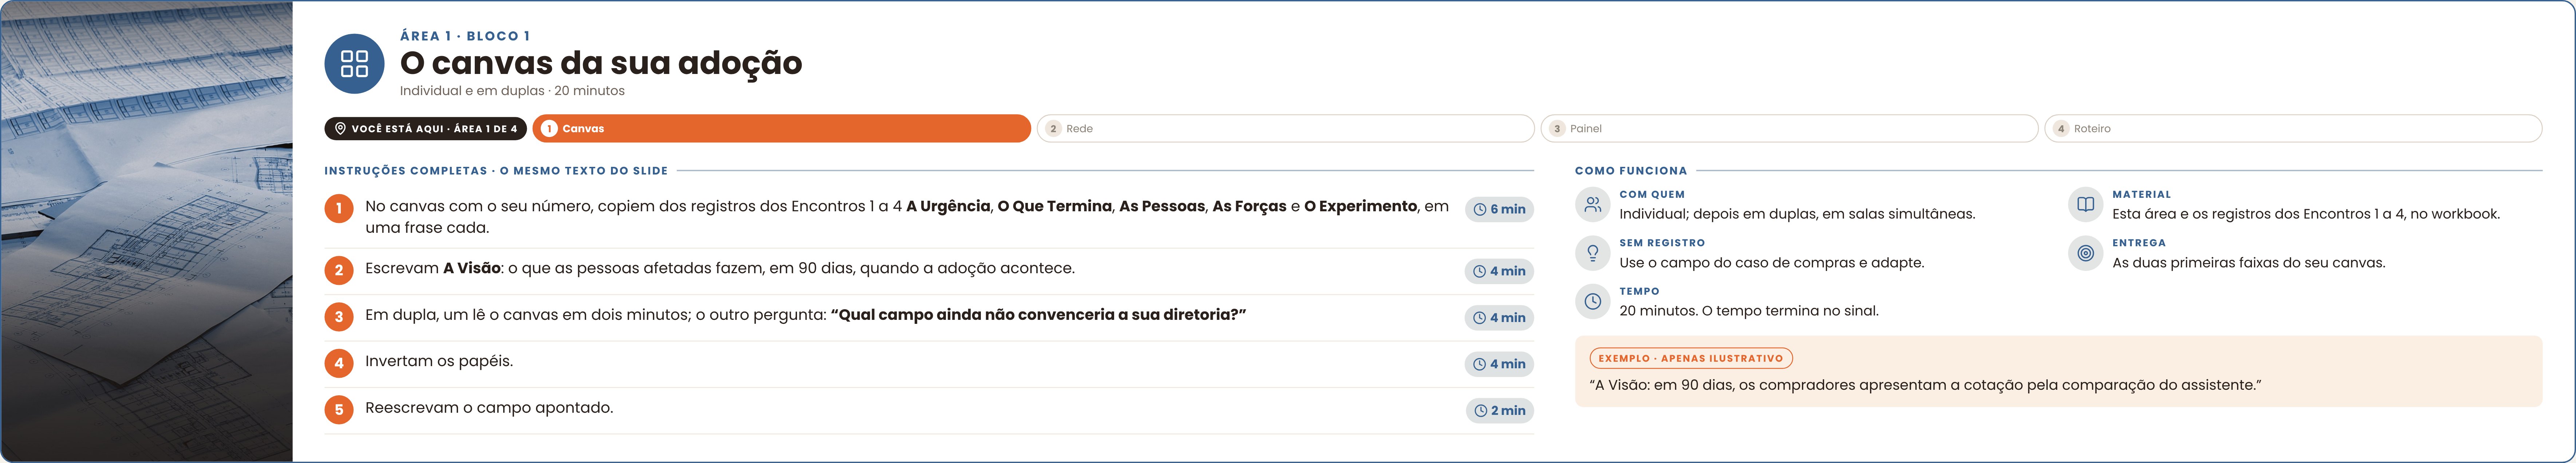 ÁREA 1 · BLOCO 1
O canvas da sua adoção
Individual e em duplas · 20 minutos
VOCÊ ESTÁ AQUI · ÁREA 1 DE 4
1 Canvas
2 Rede
3 Painel
4 Roteiro
INSTRUÇÕES COMPLETAS · O MESMO TEXTO DO SLIDE
1 No canvas com o seu número, copiem dos registros dos Encontros 1 a 4 A Urgência, O Que Termina, As Pessoas, As Forças e O Experimento, em
uma frase cada.
6 min
2 Escrevam A Visão: o que as pessoas afetadas fazem, em 90 dias, quando a adoção acontece.
4 min
3 Em dupla, um lê o canvas em dois minutos; o outro pergunta: “Qual campo ainda não convenceria a sua diretoria?”
4 min
4 Invertam os papéis.
4 min
5 Reescrevam o campo apontado.
2 min
COMO FUNCIONA
COM QUEM
Individual; depois em duplas, em salas simultâneas.
MATERIAL
Esta área e os registros dos Encontros 1 a 4, no workbook.
SEM REGISTRO
Use o campo do caso de compras e adapte.
ENTREGA
As duas primeiras faixas do seu canvas.
TEMPO
20 minutos. O tempo termina no sinal.
EXEMPLO · APENAS ILUSTRATIVO
“A Visão: em 90 dias, os compradores apresentam a cotação pela comparação do assistente.”